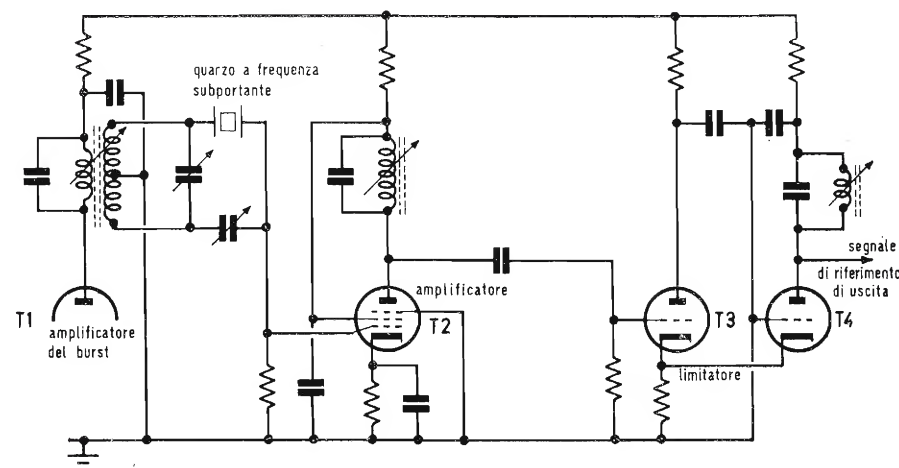 quarzo a frequenza
subportante
T1
amplificatore
del burst
amplificatore
T2
T3
limitatore
T4
segnale
di riferimento
di uscita